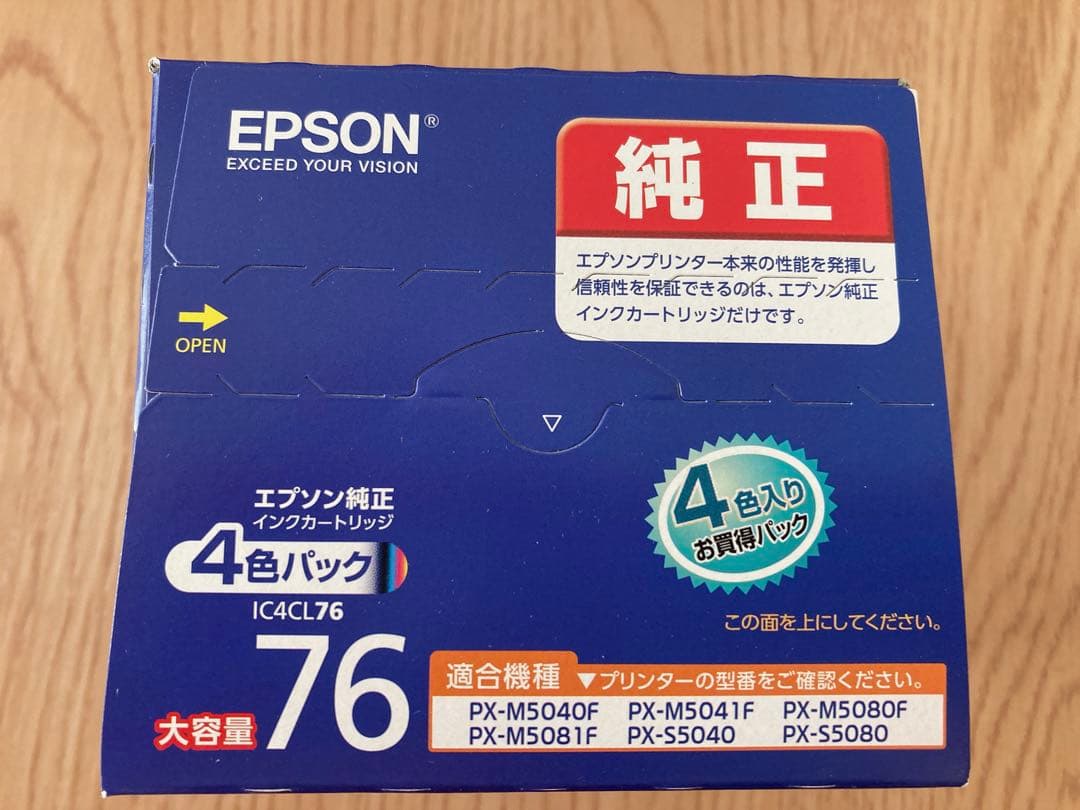 EPSON®
EXCEED YOUR VISION
純正
エプソンプリンター本来の性能を発揮し
信頼性を保証できるのは、エプソン純正
インクカートリッジだけです。
OPEN
4色入り
お買得パック
エプソン純正
インクカートリッジ
4色パック
IC4CL76
大容量 76
この面を上にしてください。
適合機種 ▼プリンターの型番をご確認ください。
PX-M5040F PX-M5041F PX-M5080F
PX-M5081F PX-S5040 PX-S5080